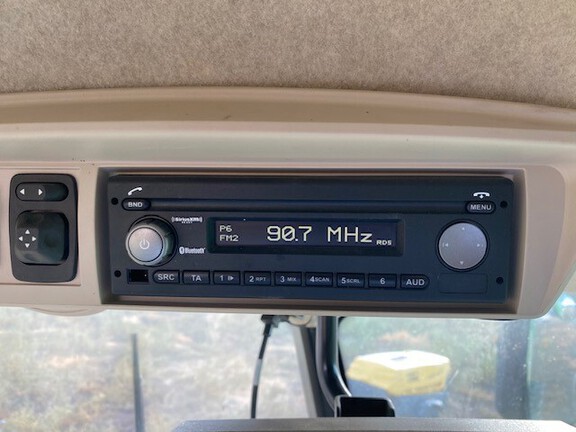 BND
SiriusXM
READY
P6
FM2
90.7 MHz
RDS
MENU
Bluetooth
SRC TA 1 2 RPT 3 MIX 4 SCAN 5 SCRL 6 AUD